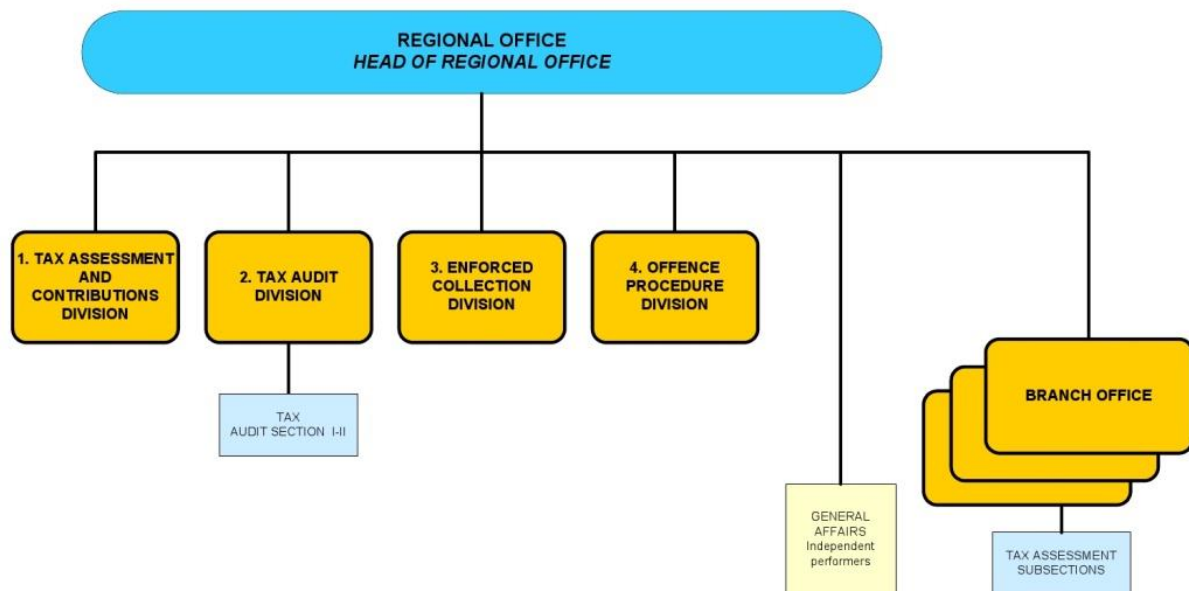 REGIONAL OFFICE
HEAD OF REGIONAL OFFICE
1. TAX ASSESSMENT
AND
CONTRIBUTIONS
DIVISION
2. TAX AUDIT
DIVISION
3. ENFORCED
COLLECTION
DIVISION
4. OFFENCE
PROCEDURE
DIVISION
TAX
AUDIT SECTION I-II
BRANCH OFFICE
GENERAL
AFFAIRS
Independent
performers
TAX ASSESSMENT
SUBSECTIONS